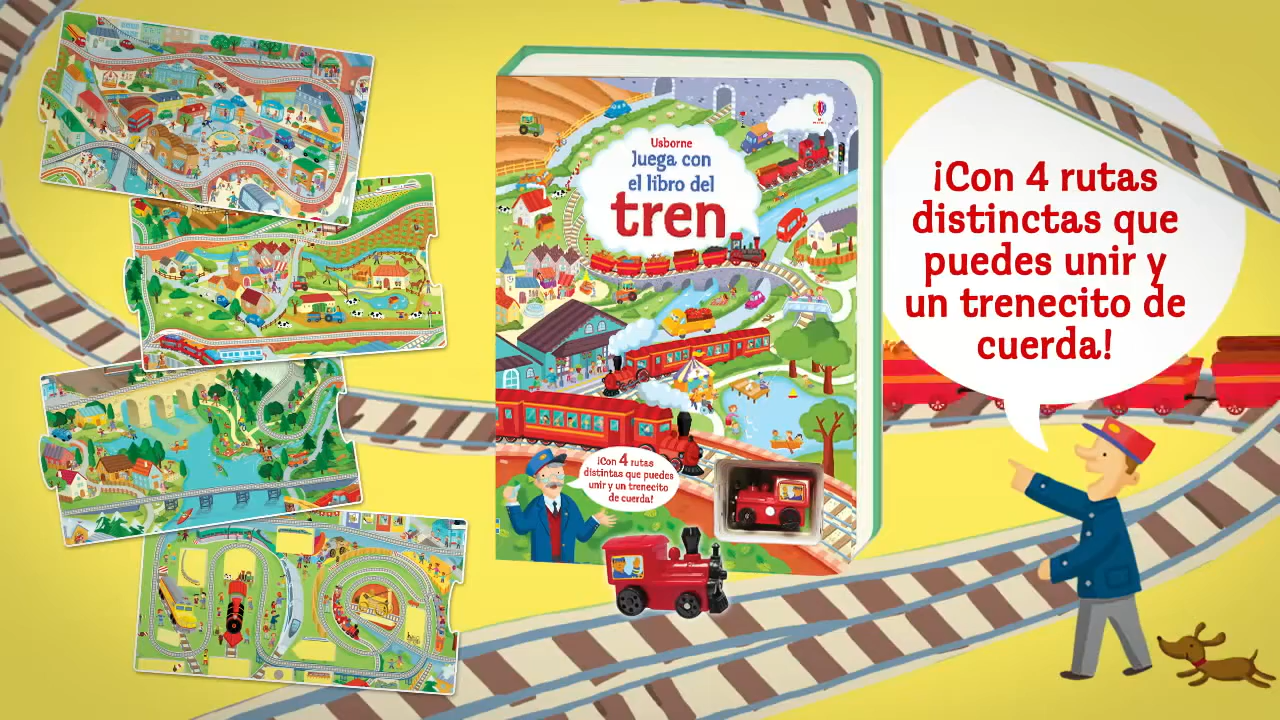 Usborne
Juega con
el libro del
tren
¡Con 4 rutas
distintas que puedes
unir y un trenecito
de cuerda!
¡Con 4 rutas
distinctas que
puedes unir y
un trenecito de
cuerda!